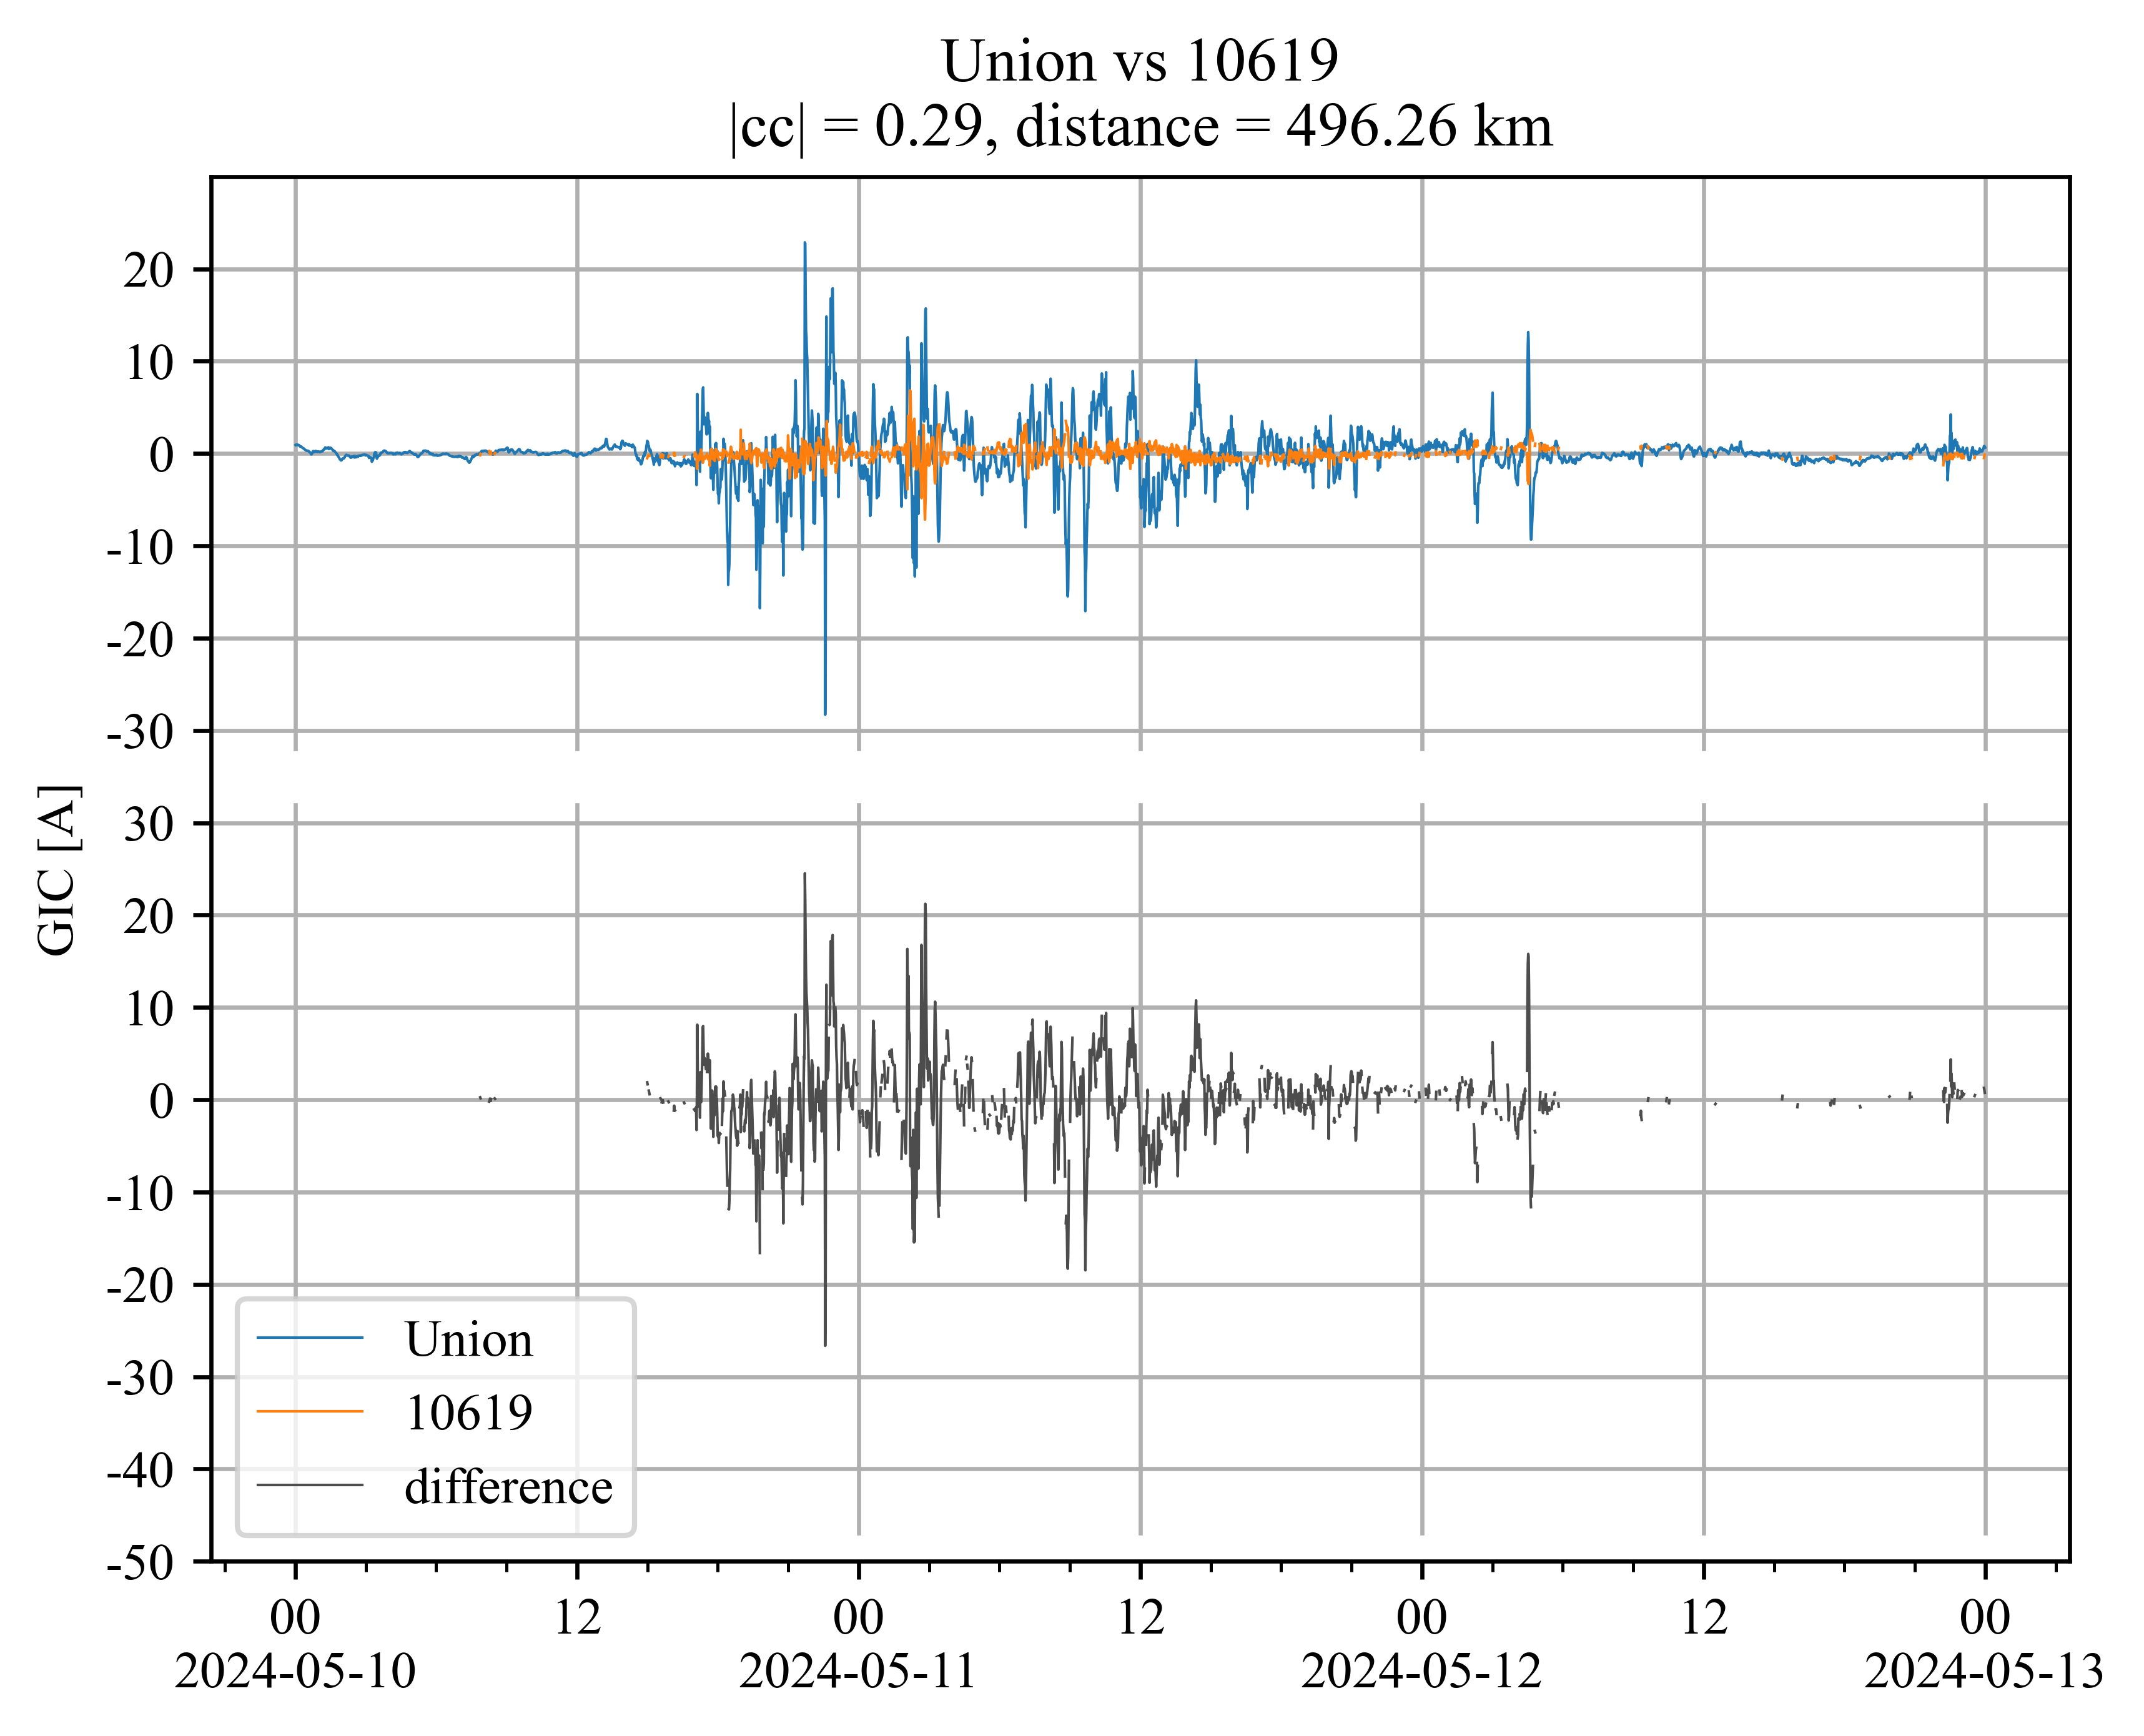 Union vs 10619
|cc| = 0.29, distance = 496.26 km
GIC [A]
20
10
0
-10
-20
-30
30
20
10
0
-10
-20
-30
-40
-50
Union
10619
difference
00 12 00 12 00 12 00
2024-05-10 2024-05-11 2024-05-12 2024-05-13